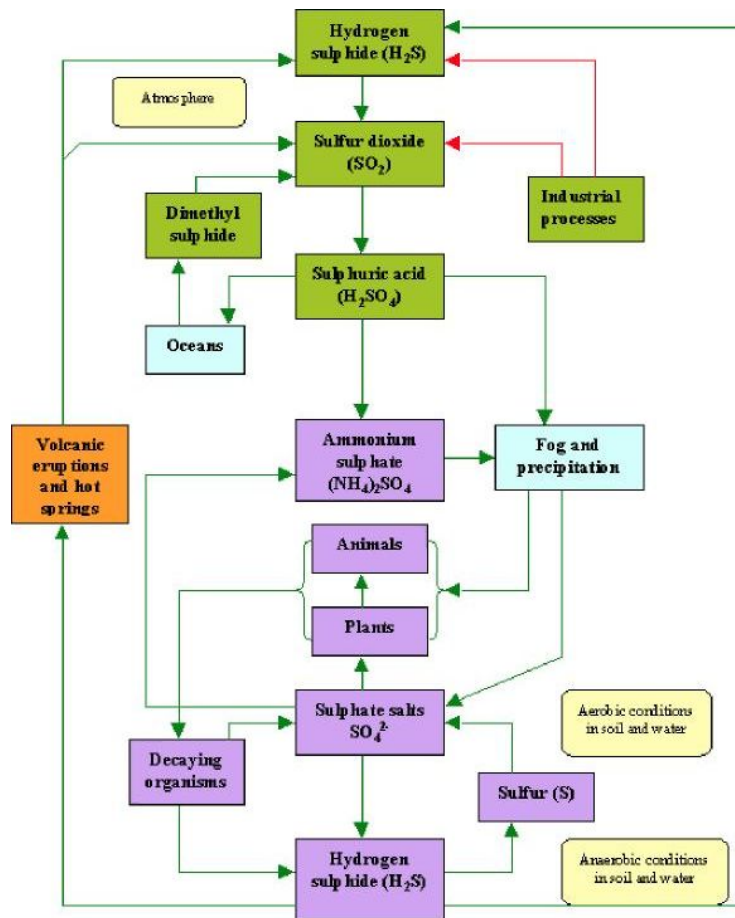 Hydrogen
sulphide (H₂S)
Atmosphere
Sulfur dioxide
(SO₂)
Dimethyl
sulphide
Industrial
processes
Sulphuric acid
(H₂SO₄)
Oceans
Volcanic
eruptions
and hot
springs
Ammonium
sulphate
(NH₄)₂SO₄
Fog and
precipitation
Animals
Plants
Sulphate salts
SO₄²⁻
Aerobic conditions
in soil and water
Decaying
organisms
Sulfur (S)
Hydrogen
sulphide (H₂S)
Anaerobic conditions
in soil and water